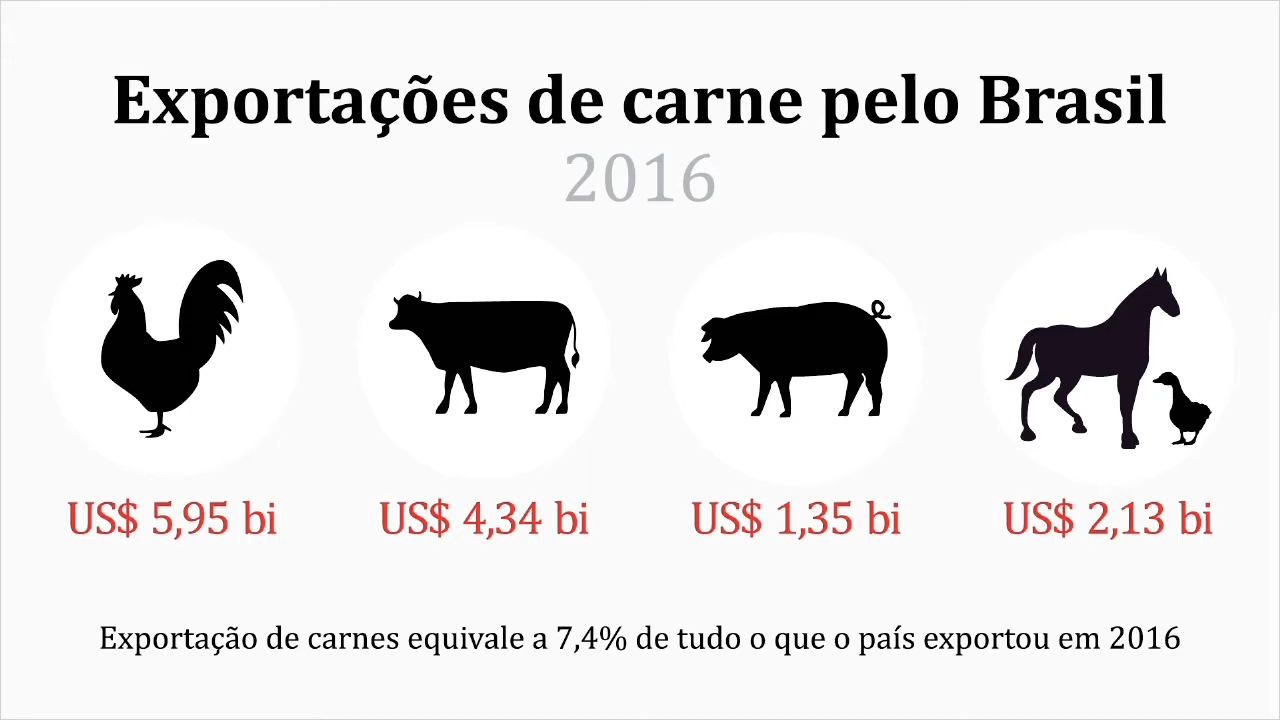 Exportações de carne pelo Brasil
2016
US$ 5,95 bi
US$ 4,34 bi
US$ 1,35 bi
US$ 2,13 bi
Exportação de carnes equivale a 7,4% de tudo o que o país exportou em 2016